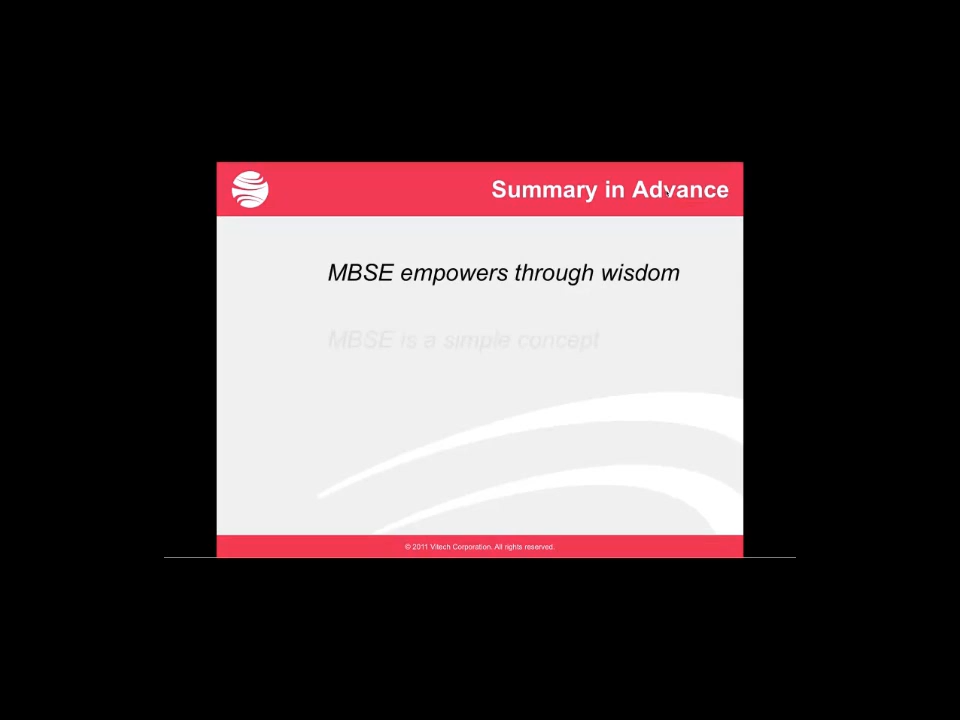 Summary in Advance
MBSE empowers through wisdom
MBSE is a simple concept
© 2011 Vitech Corporation. All rights reserved.